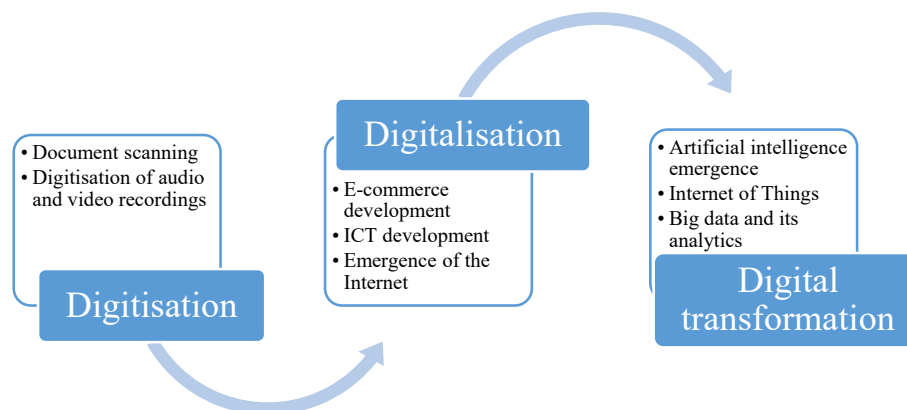 • Document scanning
• Digitisation of audio
and video recordings
Digitisation
Digitalisation
• E-commerce
development
• ICT development
• Emergence of the
Internet
• Artificial intelligence
emergence
• Internet of Things
• Big data and its
analytics
Digital
transformation